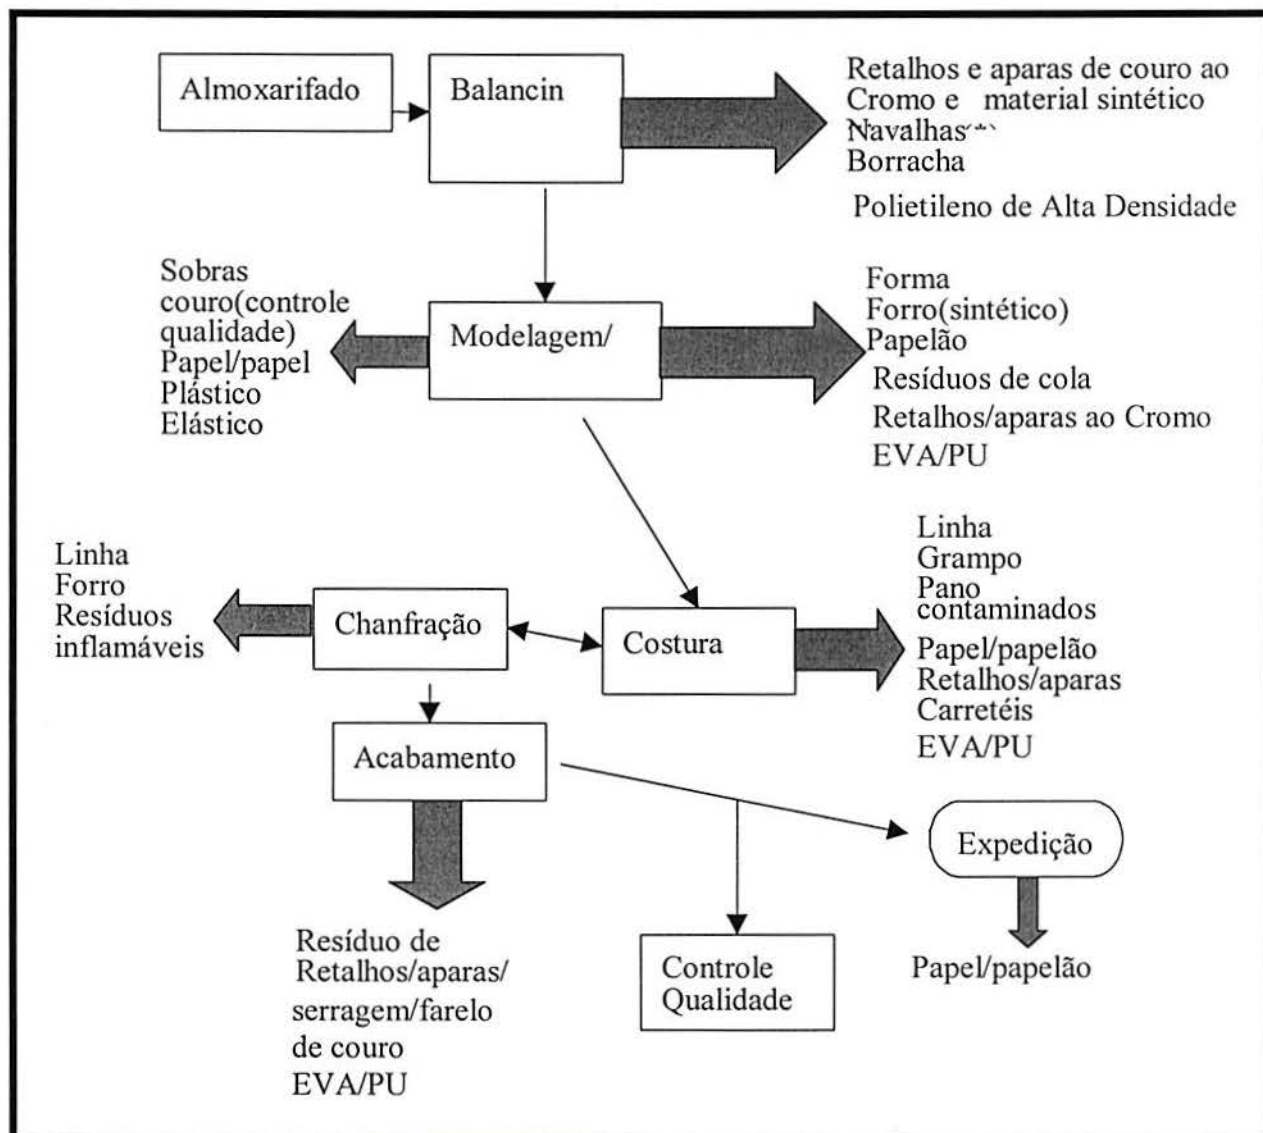 Almoxarifado
Balancin
Retalhos e aparas de couro ao
Cromo e material sintético
Navalhas
Borracha
Polietileno de Alta Densidade
Sobras
couro(controle
qualidade)
Papel/papel
Plástico
Elástico
Modelagem/
Forma
Forro(sintético)
Papelão
Resíduos de cola
Retalhos/aparas ao Cromo
EVA/PU
Linha
Forro
Resíduos
inflamáveis
Chanfração
Costura
Linha
Grampo
Pano
contaminados
Papel/papelão
Retalhos/aparas
Carretéis
EVA/PU
Acabamento
Expedição
Resíduo de
Retalhos/aparas/
serragem/farelo
de couro
EVA/PU
Controle
Qualidade
Papel/papelão